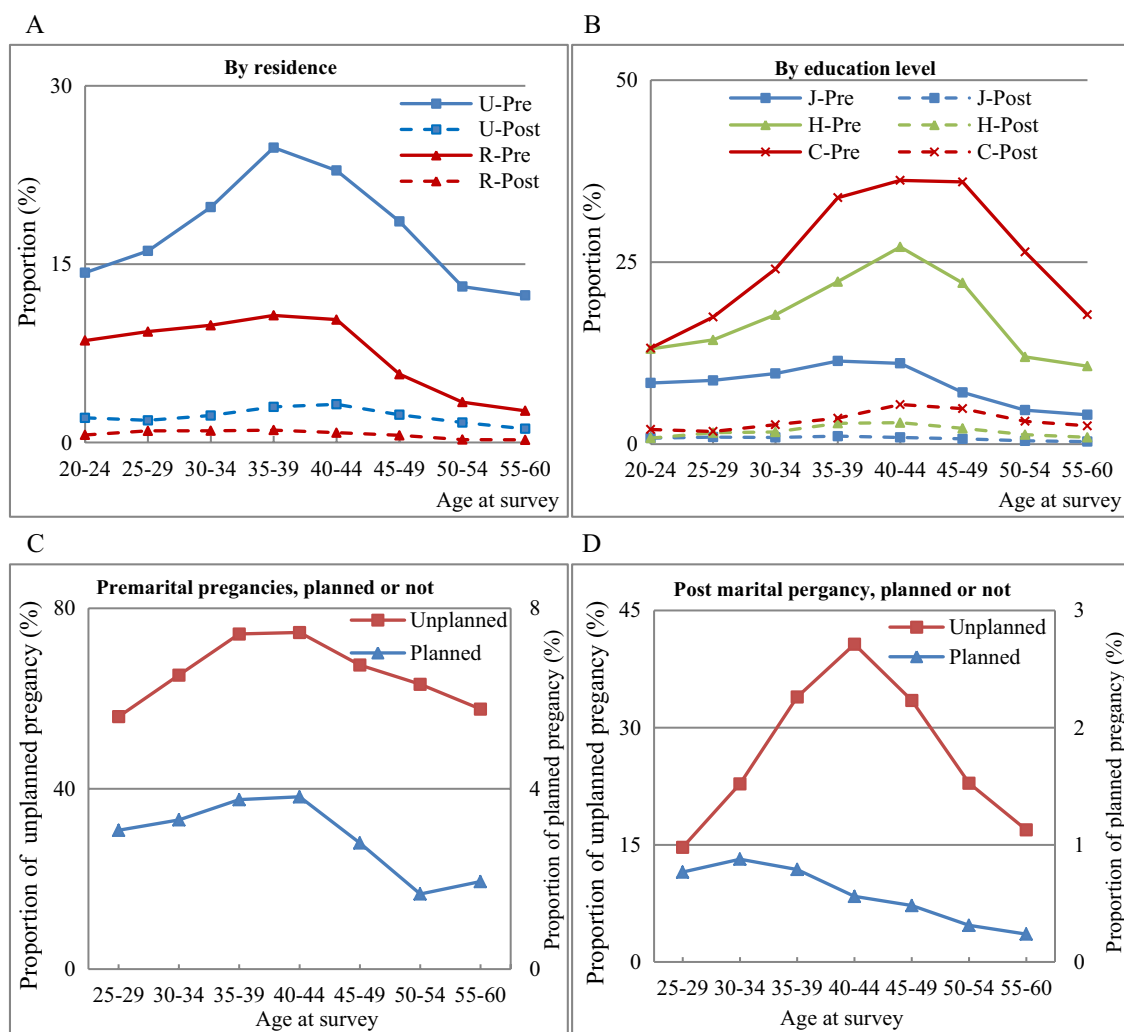 A
By residence
30
15
0
Proportion (%)
U-Pre
U-Post
R-Pre
R-Post
20-24 25-29 30-34 35-39 40-44 45-49 50-54 55-60
Age at survey
B
By education level
50
25
0
Proportion (%)
J-Pre J-Post
H-Pre H-Post
C-Pre C-Post
20-24 25-29 30-34 35-39 40-44 45-49 50-54 55-60
Age at survey
C
Premarital pregancies, planned or not
80
40
0
Proportion of unplanned pregancy (%)
Unplanned
Planned
8
4
0
Proportion of planned pregancy (%)
25-29 30-34 35-39 40-44 45-49 50-54 55-60
Age at survey
D
Post marital pergancy, planned or not
45
30
15
0
Proportion of unplanned pregancy (%)
Unplanned
Planned
3
2
1
0
Proportion of planned pregancy (%)
25-29 30-34 35-39 40-44 45-49 50-54 55-60
Age at survey